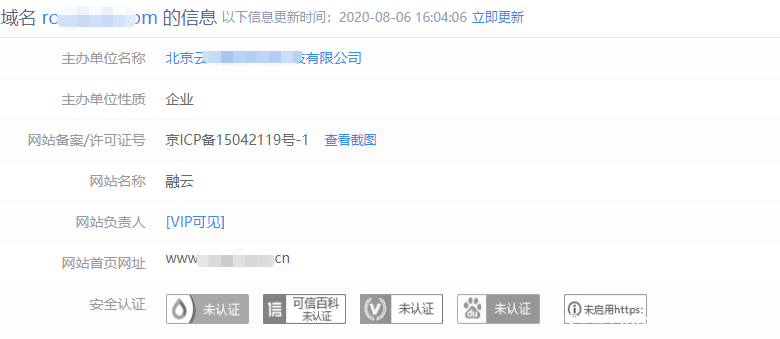 域名 ro om 的信息 以下信息更新时间：2020-08-06 16:04:06 立即更新
主办单位名称 北京云 技有限公司
主办单位性质 企业
网站备案/许可证号 京ICP备15042119号-1 查看截图
网站名称 融云
网站负责人 [VIP可见]
网站首页网址 www cn
安全认证 未认证 信 可信百科 未认证 V 未认证 du 未认证 未启用https: